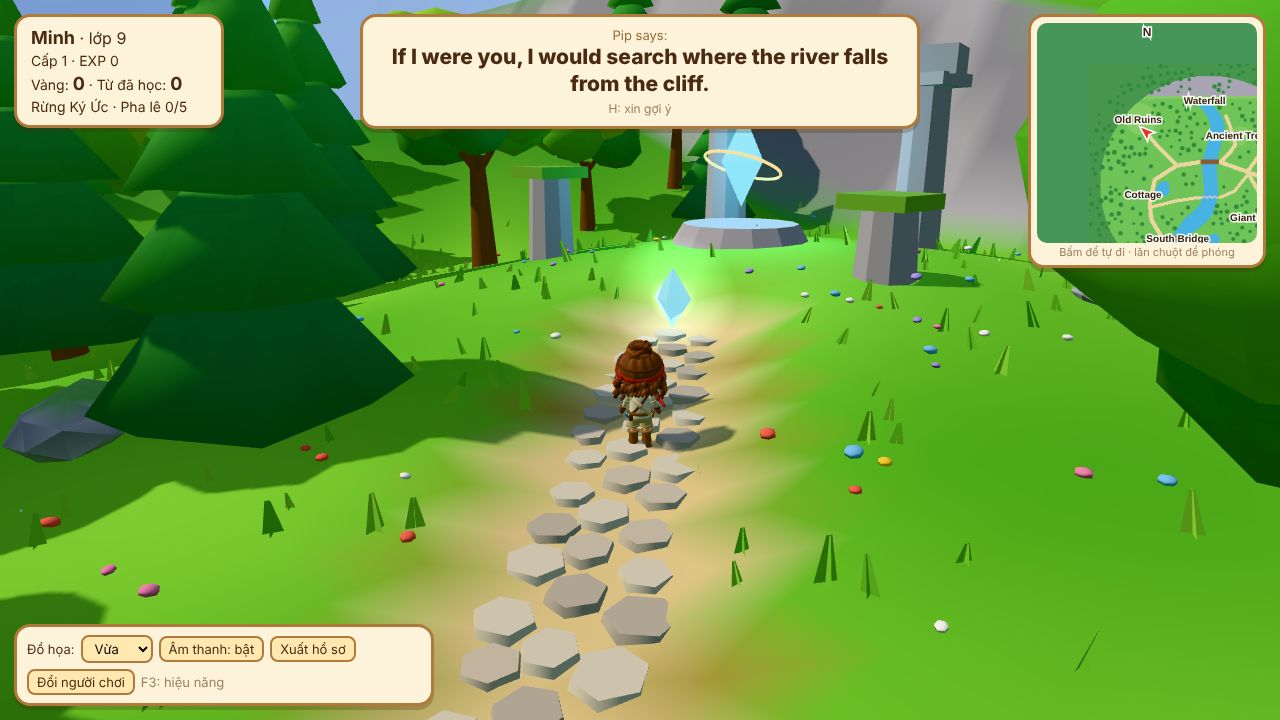 Minh · lớp 9
Cấp 1 · EXP 0
Vàng: 0 · Từ đã học: 0
Rừng Ký Ức · Pha lê 0/5
Pip says:
If I were you, I would search where the river falls
from the cliff.
H: xin gợi ý
N
Waterfall
Old Ruins
Ancient Tre
Cottage
Giant
South Bridge
Bấm để tự đi · lăn chuột để phóng
Đồ họa: Vừa Âm thanh: bật Xuất hồ sơ
Đổi người chơi F3: hiệu năng